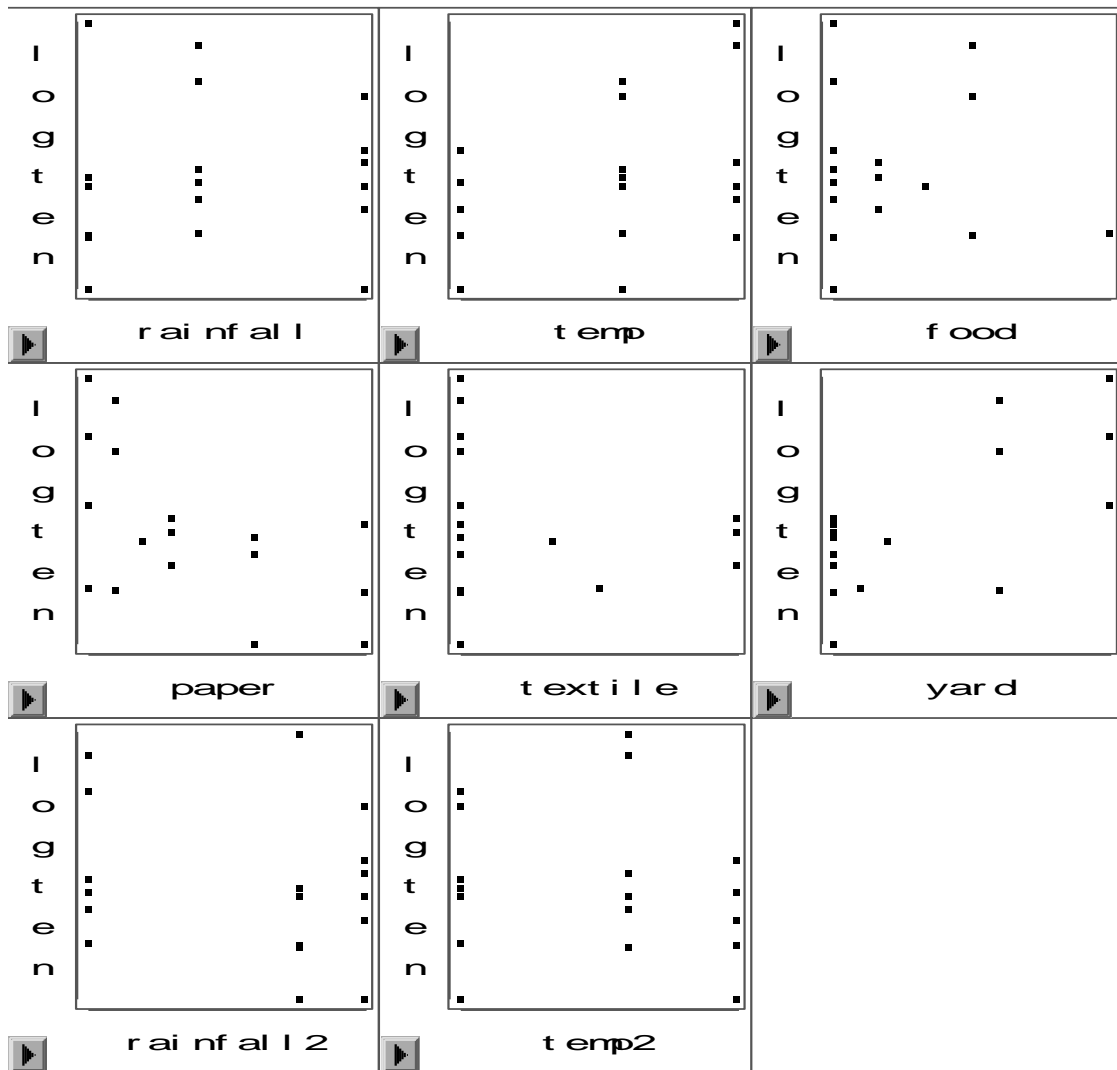 logten
rainfall
logten
temp
logten
food
logten
paper
logten
textile
logten
yard
logten
rainfall2
logten
temp2